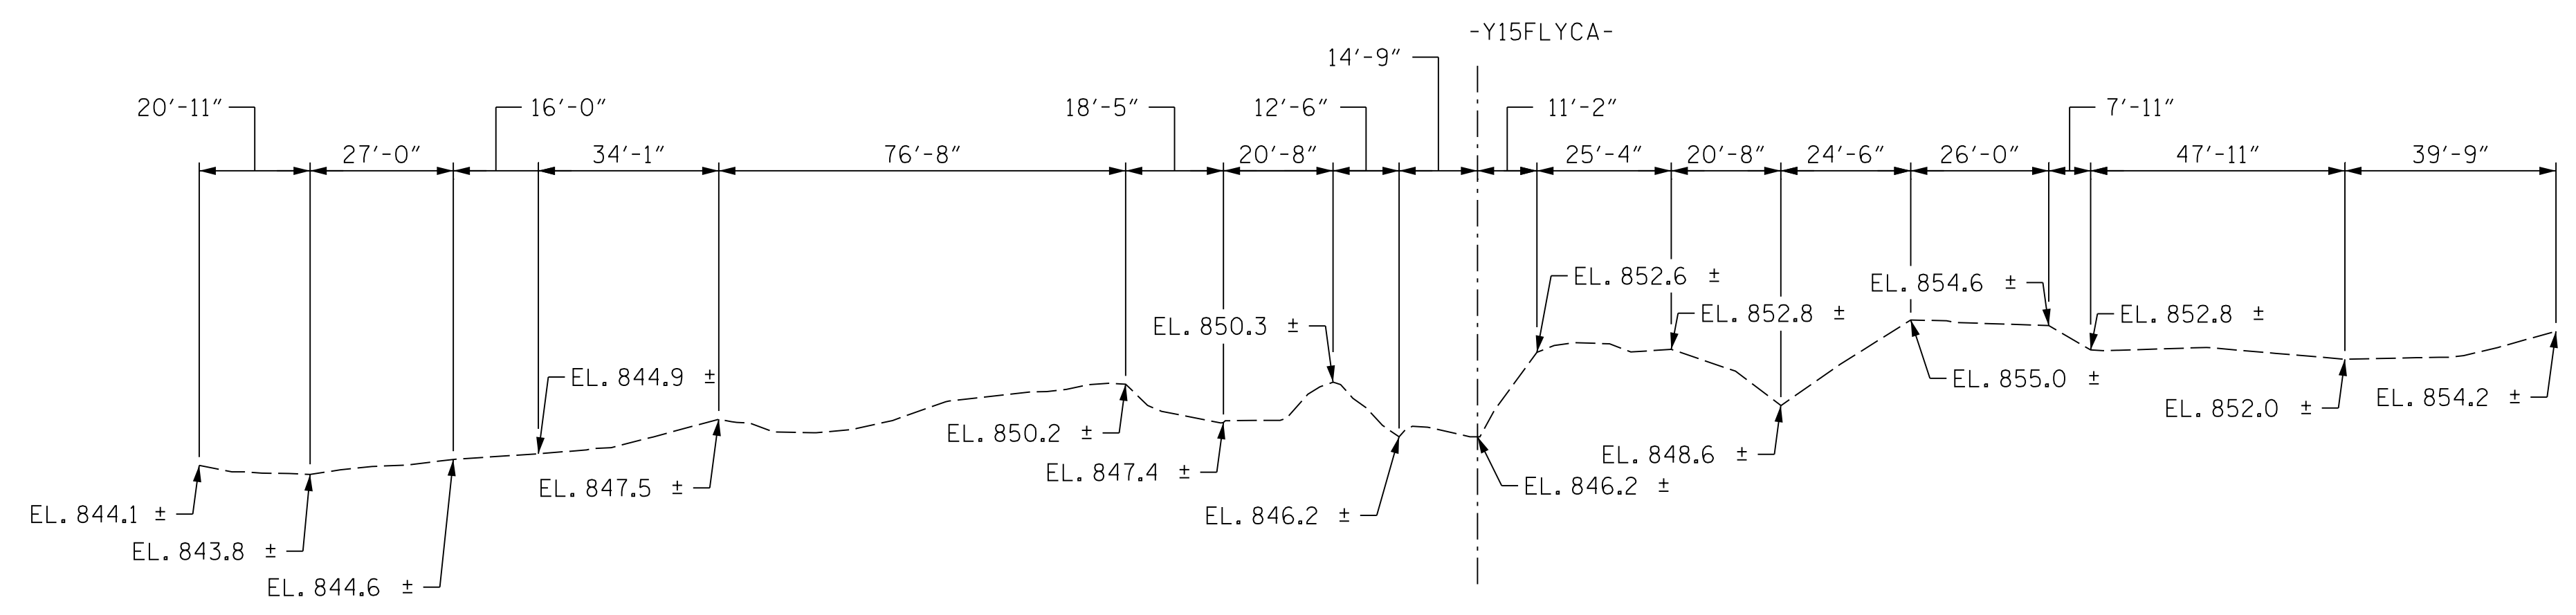 -Y15FLYCA-
14'-9"
20'-11"
16'-0"
18'-5"
12'-6"
11'-2"
7'-11"
27'-0"
34'-1"
76'-8"
20'-8"
25'-4"
20'-8"
24'-6"
26'-0"
47'-11"
39'-9"
EL. 852.6 ±
EL. 854.6 ±
EL. 852.8 ±
EL. 852.8 ±
EL. 850.3 ±
EL. 844.9 ±
EL. 855.0 ±
EL. 854.2 ±
EL. 852.0 ±
EL. 850.2 ±
EL. 848.6 ±
EL. 847.4 ±
EL. 847.5 ±
EL. 846.2 ±
EL. 844.1 ±
EL. 846.2 ±
EL. 843.8 ±
EL. 844.6 ±